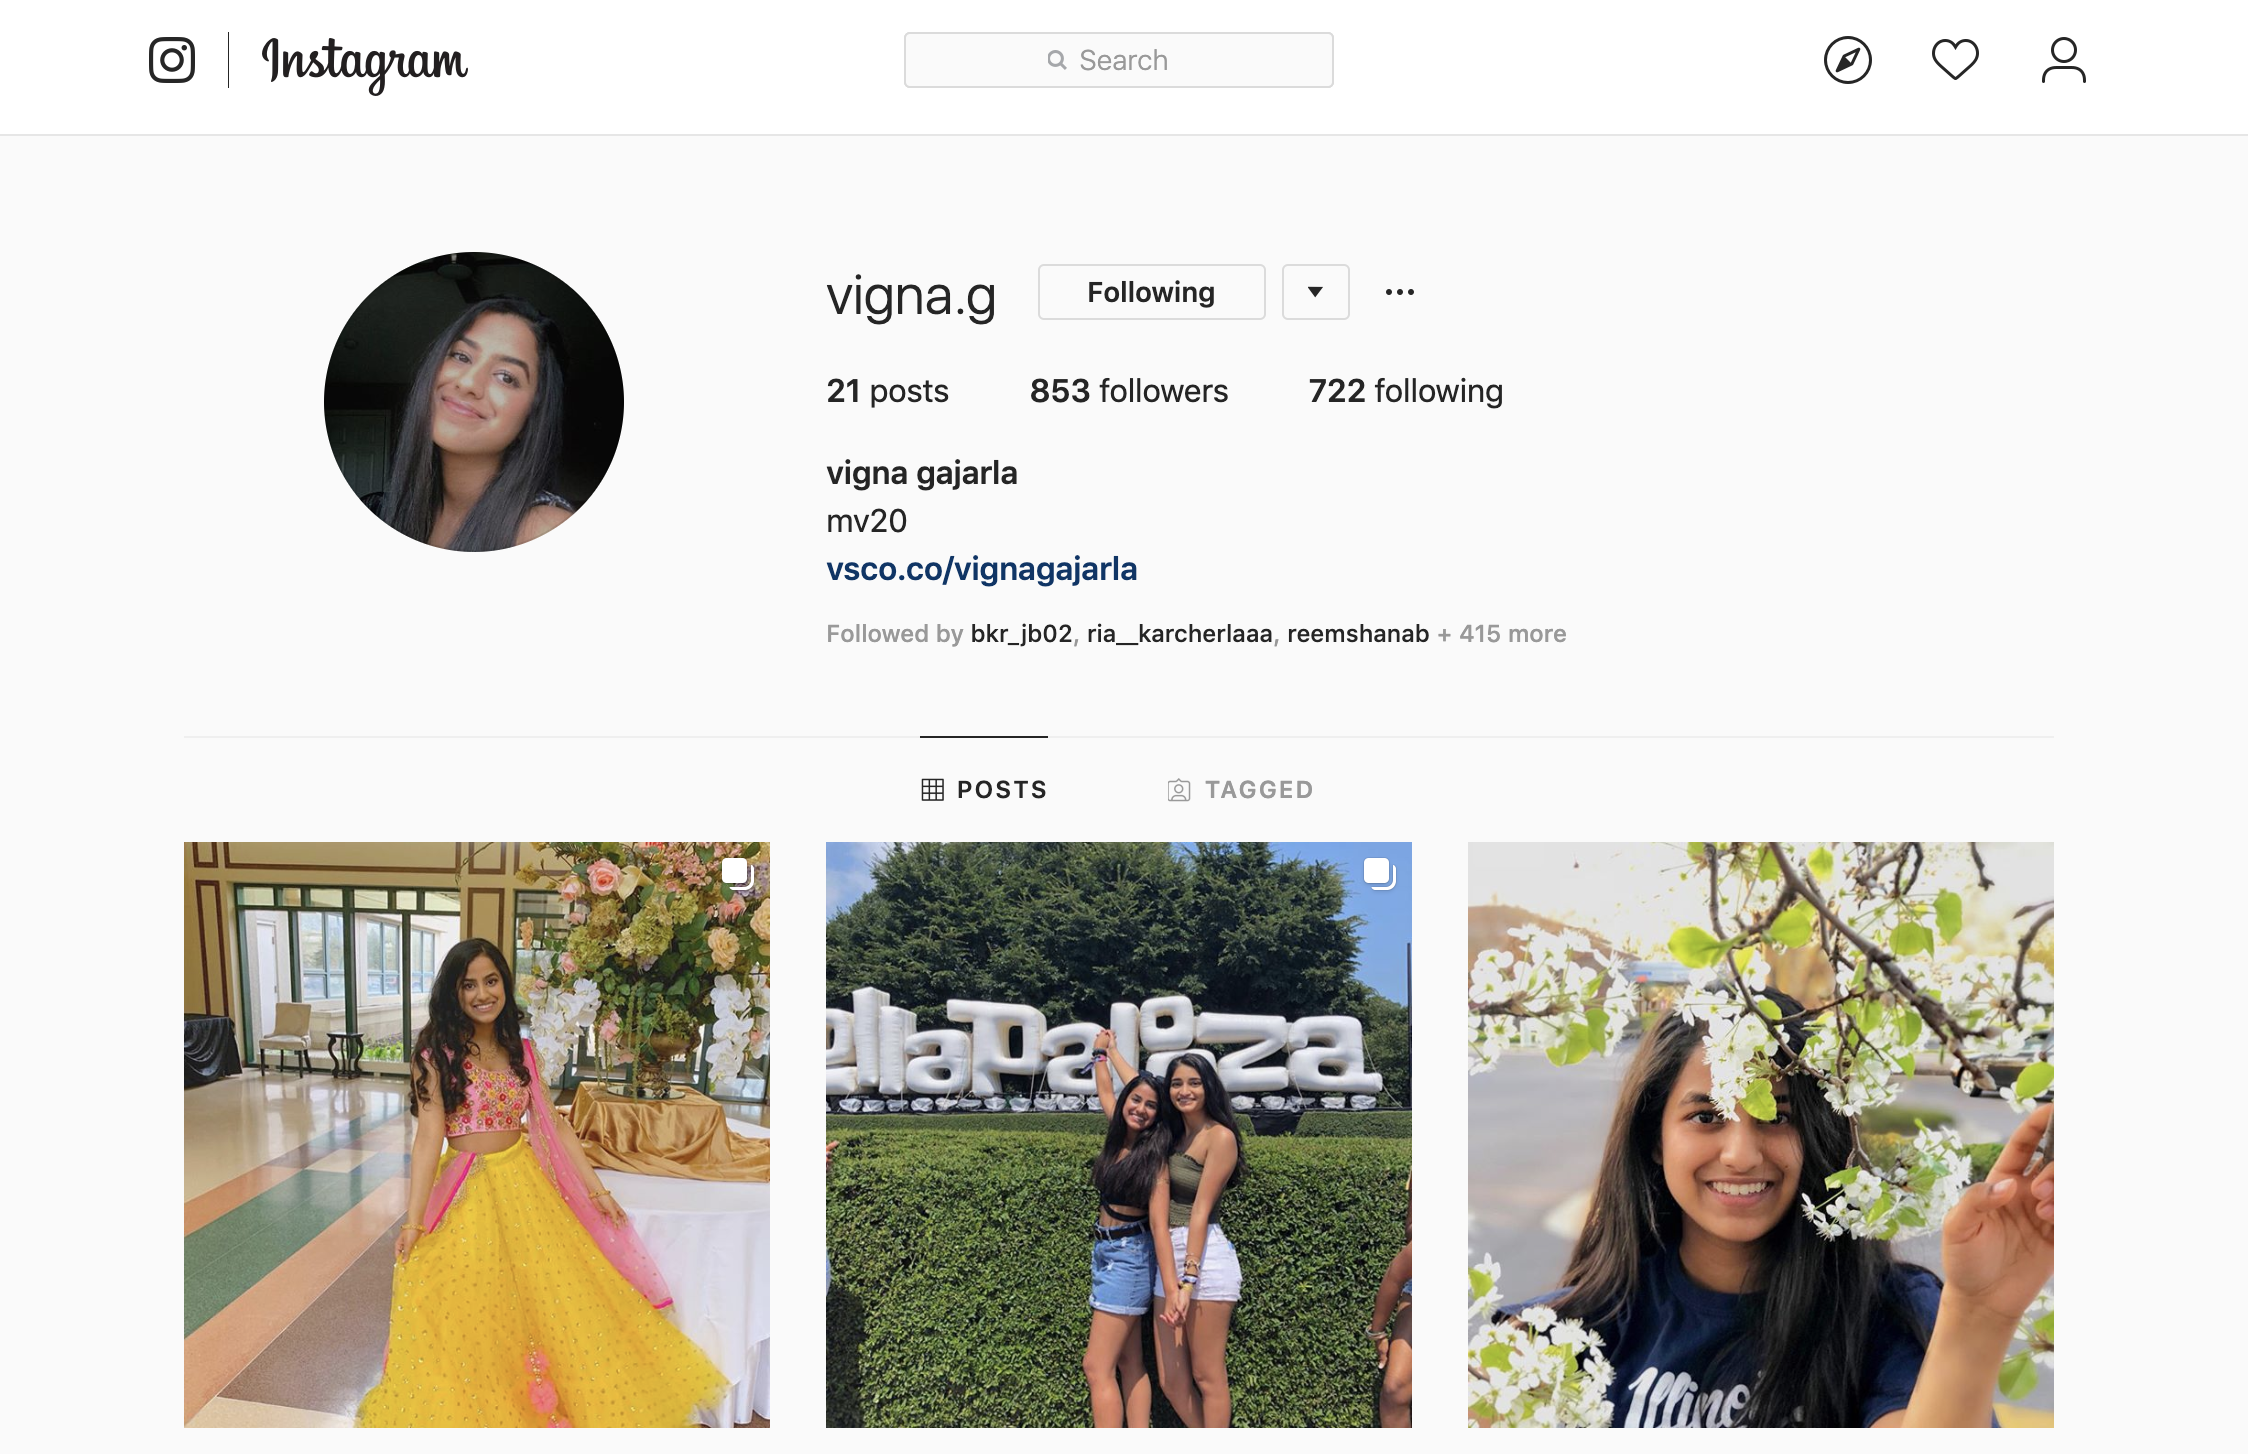 Instagram
Search
vigna.g Following
21 posts 853 followers 722 following
vigna gajarla
mv20
vsco.co/vignagajarla
Followed by bkr_jb02, ria__karcherlaaa, reemshanab + 415 more
POSTS TAGGED
llapalooza
Illino